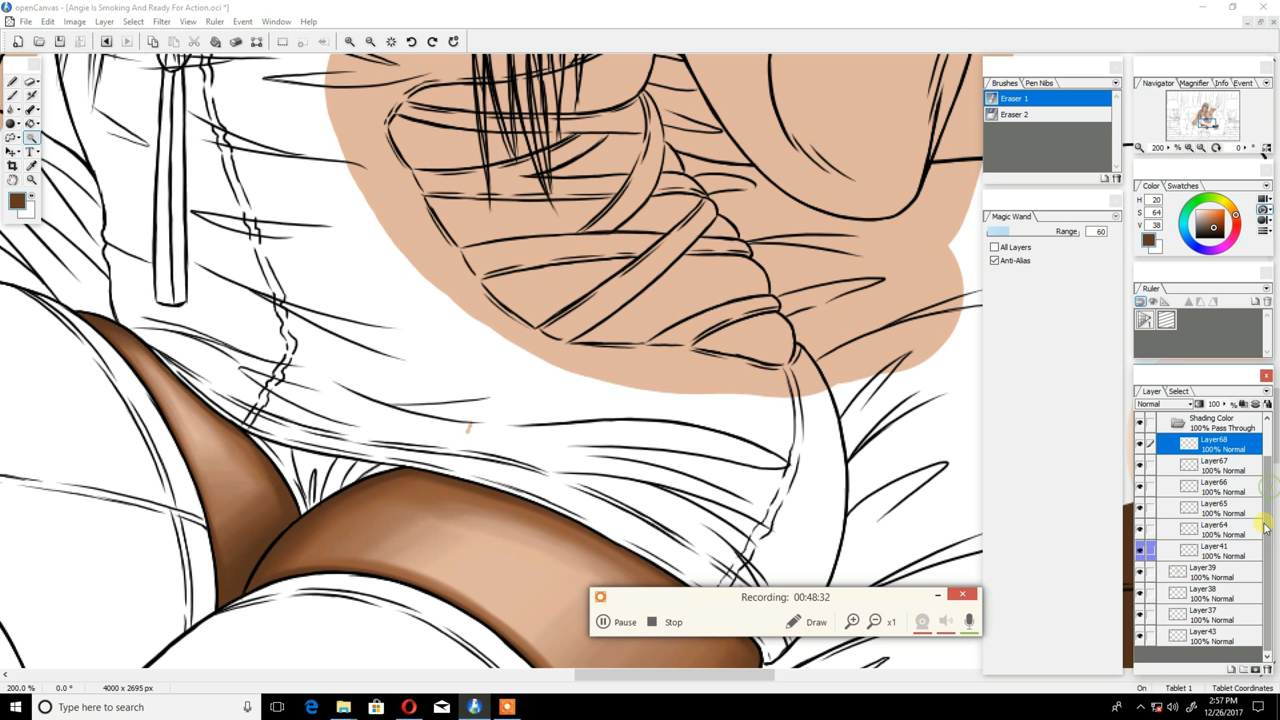 openCanvas - [Angie Is Smoking And Ready For Action.oci *]
File Edit Image Layer Select Filter View Ruler Event Window Help
Brushes Pen Nibs
Eraser 1
Eraser 2
Magic Wand
Range: 60
All Layers
Anti-Alias
Navigator Magnifier Info Event
200 % 0 °
Color Swatches
H 20
S 64
V 38
Ruler
Layer Select
Normal 100 %
Shading Color
100% Pass Through
Layer68
100% Normal
Layer67
100% Normal
Layer66
100% Normal
Layer65
100% Normal
Layer64
100% Normal
Layer41
100% Normal
Layer39
100% Normal
Layer38
100% Normal
Layer37
100% Normal
Layer43
100% Normal
Recording: 00:48:32
Pause Stop Draw x1
200.0 % 0.0 ° 4000 x 2695 px On Tablet 1 Tablet Coordinates
Type here to search
2:57 PM
12/26/2017